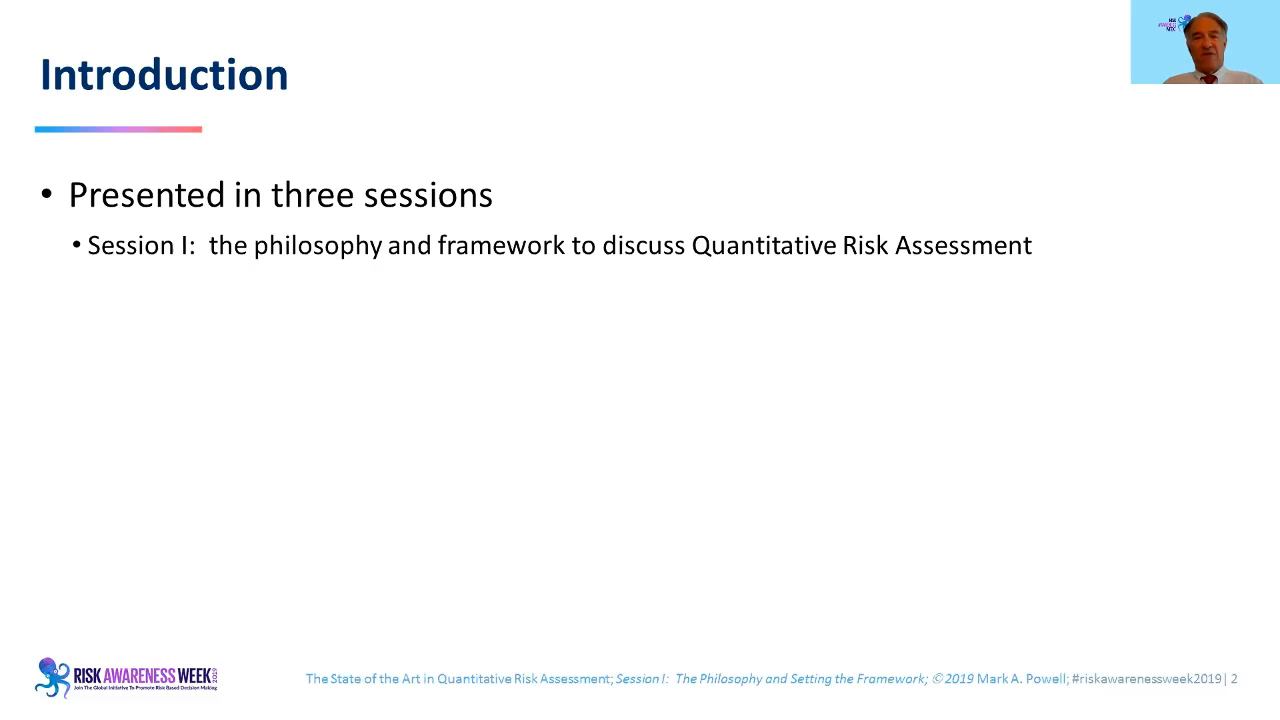 Introduction
• Presented in three sessions
• Session I: the philosophy and framework to discuss Quantitative Risk Assessment
RISK AWARENESS WEEK 2019
Join The Global Initiative To Promote Risk Based Decision Making
The State of the Art in Quantitative Risk Assessment; Session I: The Philosophy and Setting the Framework; © 2019 Mark A. Powell; #riskawarenessweek2019| 2